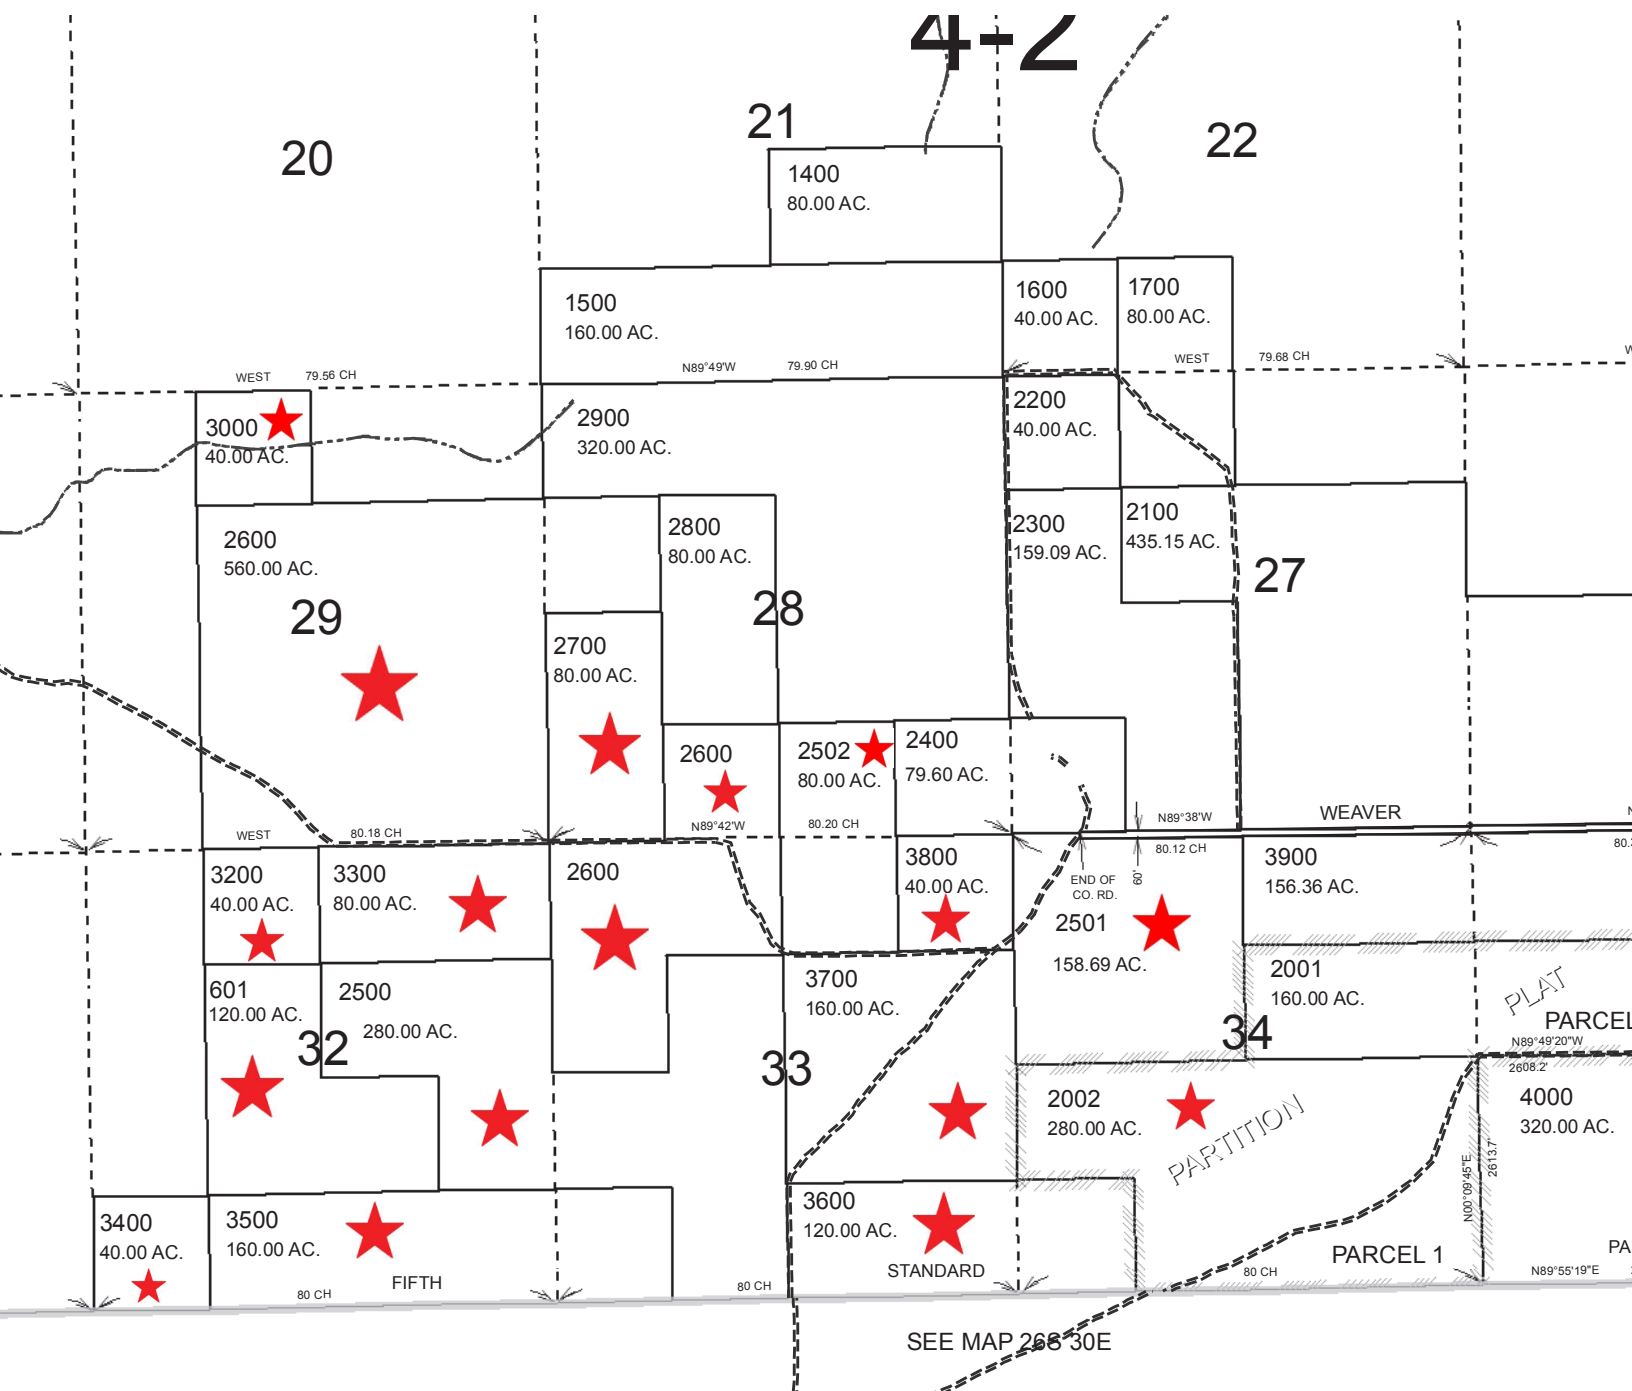 4-2
20
21
22
1400
80.00 AC.
1500
160.00 AC.
1600
40.00 AC.
1700
80.00 AC.
WEST 79.56 CH
N89°49'W 79.90 CH
WEST 79.68 CH
3000
40.00 AC.
2900
320.00 AC.
2200
40.00 AC.
2600
560.00 AC.
2800
80.00 AC.
2300
159.09 AC.
2100
435.15 AC.
29
28
27
2700
80.00 AC.
2600
2502
80.00 AC.
2400
79.60 AC.
WEST 80.18 CH
N89°42'W 80.20 CH
N89°38'W
WEAVER
80.12 CH
60'
END OF
CO. RD.
3200
40.00 AC.
3300
80.00 AC.
2600
3800
40.00 AC.
3900
156.36 AC.
2501
158.69 AC.
601
120.00 AC.
2500
280.00 AC.
3700
160.00 AC.
2001
160.00 AC.
PLAT
PARCEL
32
33
34
N89°49'20"W
2608.2'
2002
280.00 AC.
PARTITION
4000
320.00 AC.
N00°09'45"E
2613.7'
3400
40.00 AC.
3500
160.00 AC.
3600
120.00 AC.
FIFTH
STANDARD
PARCEL 1
PA
80 CH
80 CH
80 CH
N89°55'19"E
SEE MAP 26S 30E